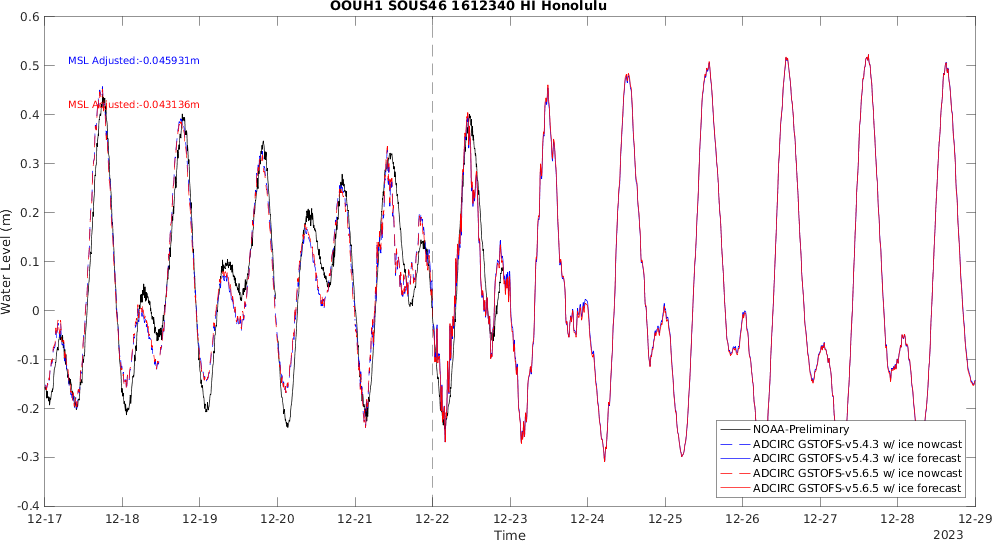 OOUH1 SOUS46 1612340 HI Honolulu
0.6
0.5
0.4
0.3
0.2
0.1
0
-0.1
-0.2
-0.3
-0.4
Water Level (m)
MSL Adjusted:-0.045931m
MSL Adjusted:-0.043136m
NOAA-Preliminary
ADCIRC GSTOFS-v5.4.3 w/ ice nowcast
ADCIRC GSTOFS-v5.4.3 w/ ice forecast
ADCIRC GSTOFS-v5.6.5 w/ ice nowcast
ADCIRC GSTOFS-v5.6.5 w/ ice forecast
12-17 12-18 12-19 12-20 12-21 12-22 12-23 12-24 12-25 12-26 12-27 12-28 12-29
Time
2023